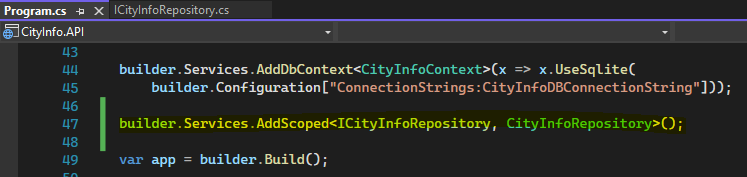 Program.cs
ICityInfoRepository.cs
CityInfo.API
43
44 builder.Services.AddDbContext<CityInfoContext>(x => x.UseSqlite(
45 builder.Configuration["ConnectionStrings:CityInfoDBConnectionString"]));
46
47 builder.Services.AddScoped<ICityInfoRepository, CityInfoRepository>();
48
49 var app = builder.Build();
50